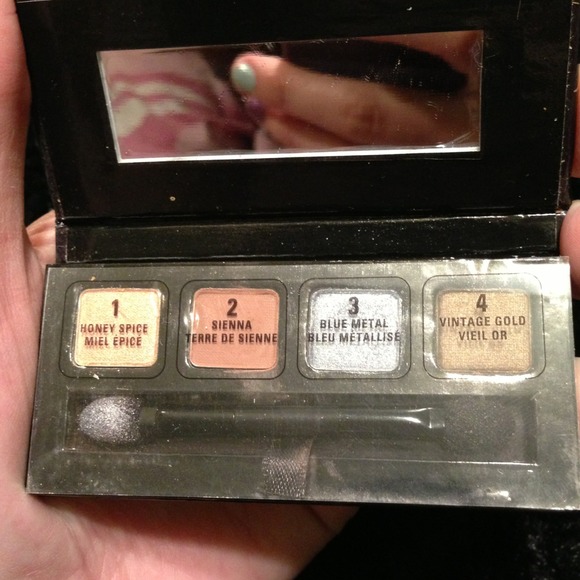 1
HONEY SPICE
MIEL ÉPICÉ
2
SIENNA
TERRE DE SIENNE
3
BLUE METAL
BLEU MÉTALLISÉ
4
VINTAGE GOLD
VIEIL OR